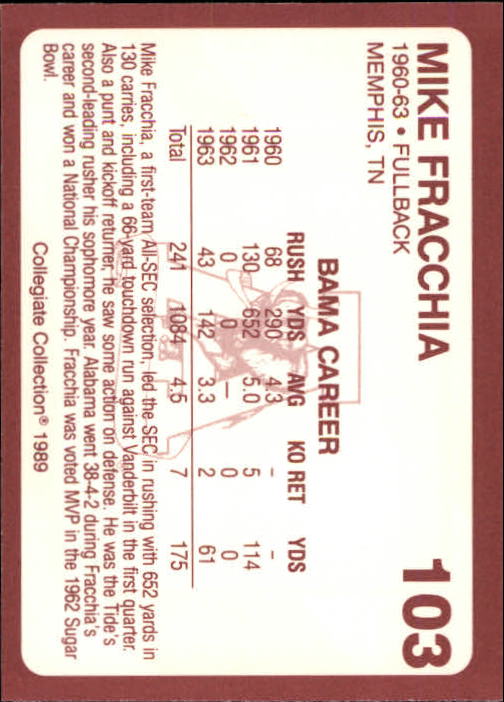 MIKE FRACCHIA
103
1960-63 • FULLBACK
MEMPHIS, TN
BAMA CAREER
RUSH YDS AVG KO RET YDS
1960 68 290 4.3 - -
1961 130 652 5.0 5 114
1962 0 0 – 0 0
1963 43 142 3.3 2 61
Total 241 1084 4.5 7 175
Mike Fracchia, a first-team All-SEC selection, led the SEC in rushing with 652 yards in
130 carries, including a 66-yard touchdown run against Vanderbilt in the first quarter.
Also a punt and kickoff returner, he saw some action on defense. He was the Tide's
second-leading rusher his sophomore year. Alabama went 38-4-2 during Fracchia's
career and won a National Championship. Fracchia was voted MVP in the 1962 Sugar
Bowl.
Collegiate Collection® 1989